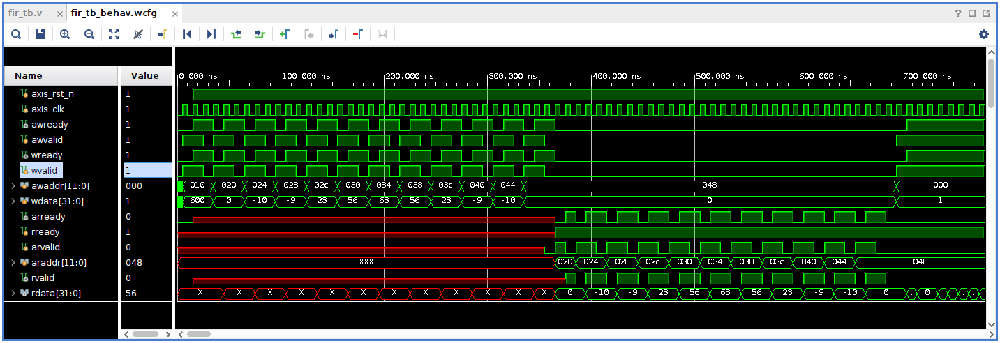 fir_tb.v × fir_tb_behav.wcfg ×
?
Name Value
0.000 ns 100.000 ns 200.000 ns 300.000 ns 400.000 ns 500.000 ns 600.000 ns 700.000 ns
axis_rst_n 1
axis_clk 1
awready 1
awvalid 1
wready 1
wvalid 1
awaddr[11:0] 000 010 020 024 028 02c 030 034 038 03c 040 044 048 000
wdata[31:0] 1 600 0 -10 -9 23 56 63 56 23 -9 -10 0 1
arready 0
rready 1
arvalid 0
araddr[11:0] 048 XXX 020 024 028 02c 030 034 038 03c 040 044 048
rvalid 0
rdata[31:0] 56 X X X X X X X X X X X X 0 -10 -9 23 56 63 56 23 -9 -10 0 . 0 . . . .